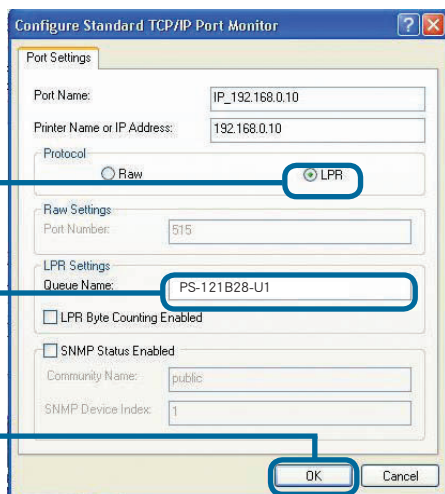 Configure Standard TCP/IP Port Monitor
Port Settings
Port Name: IP_192.168.0.10
Printer Name or IP Address: 192.168.0.10
Protocol
Raw LPR
Raw Settings
Port Number: 515
LPR Settings
Queue Name: PS-121B28-U1
LPR Byte Counting Enabled
SNMP Status Enabled
Community Name: public
SNMP Device Index: 1
OK Cancel